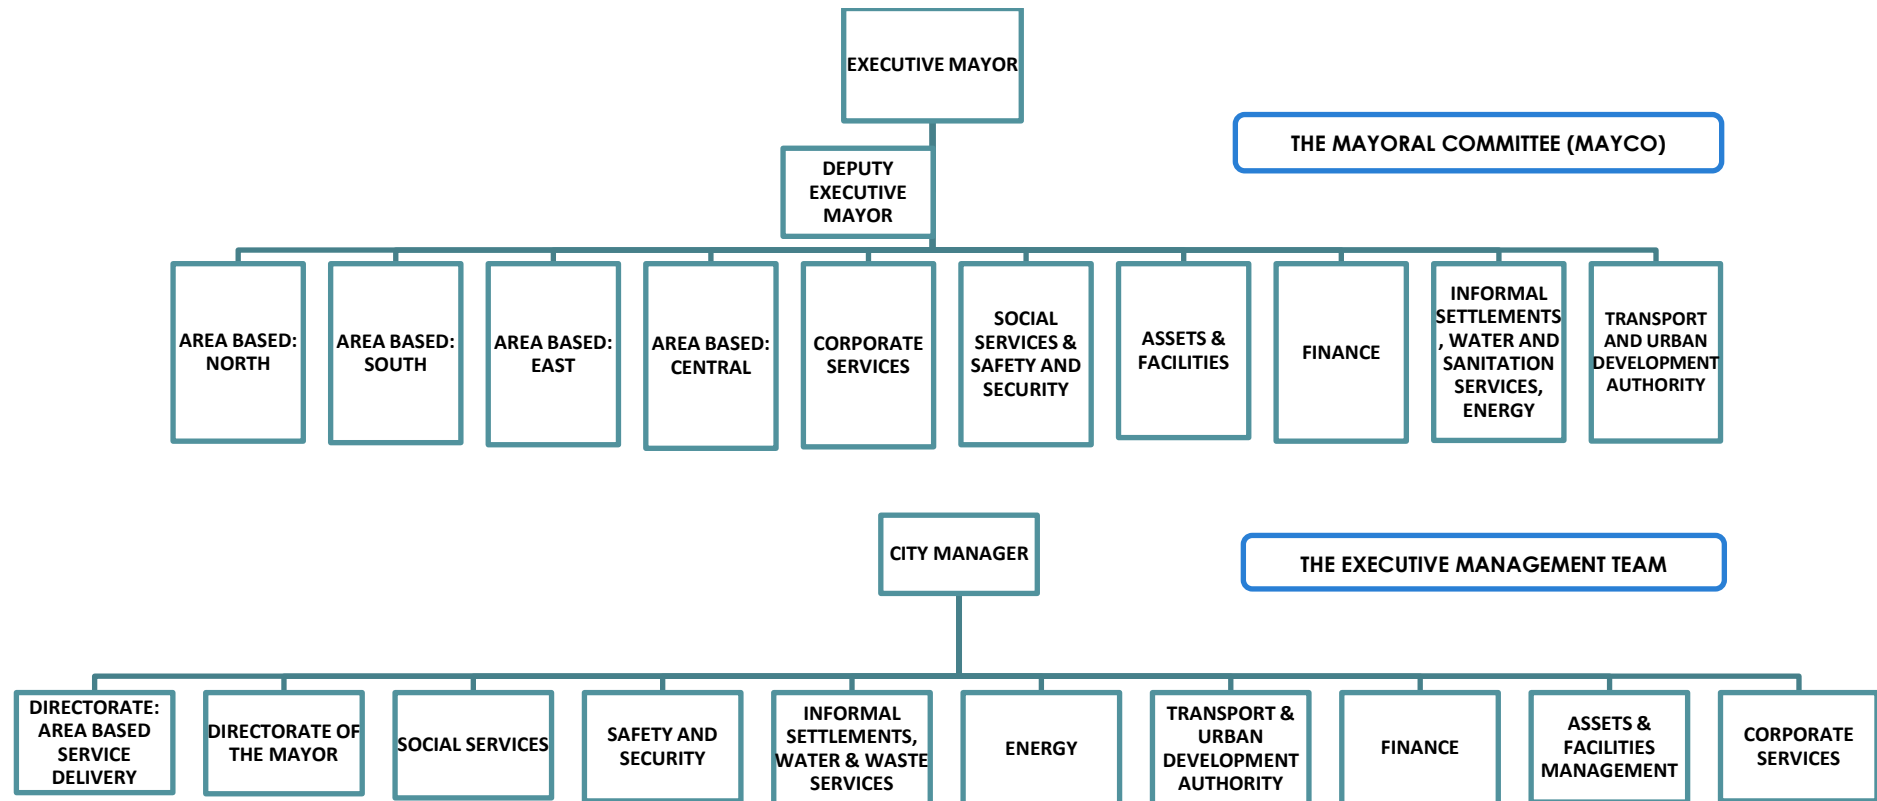 EXECUTIVE MAYOR
THE MAYORAL COMMITTEE (MAYCO)
DEPUTY
EXECUTIVE
MAYOR
AREA BASED:
NORTH
AREA BASED:
SOUTH
AREA BASED:
EAST
AREA BASED:
CENTRAL
CORPORATE
SERVICES
SOCIAL
SERVICES &
SAFETY AND
SECURITY
ASSETS &
FACILITIES
FINANCE
INFORMAL
SETTLEMENTS
, WATER AND
SANITATION
SERVICES,
ENERGY
TRANSPORT
AND URBAN
DEVELOPMENT
AUTHORITY
CITY MANAGER
THE EXECUTIVE MANAGEMENT TEAM
DIRECTORATE:
AREA BASED
SERVICE
DELIVERY
DIRECTORATE OF
THE MAYOR
SOCIAL SERVICES
SAFETY AND
SECURITY
INFORMAL
SETTLEMENTS,
WATER & WASTE
SERVICES
ENERGY
TRANSPORT &
URBAN
DEVELOPMENT
AUTHORITY
FINANCE
ASSETS &
FACILITIES
MANAGEMENT
CORPORATE
SERVICES